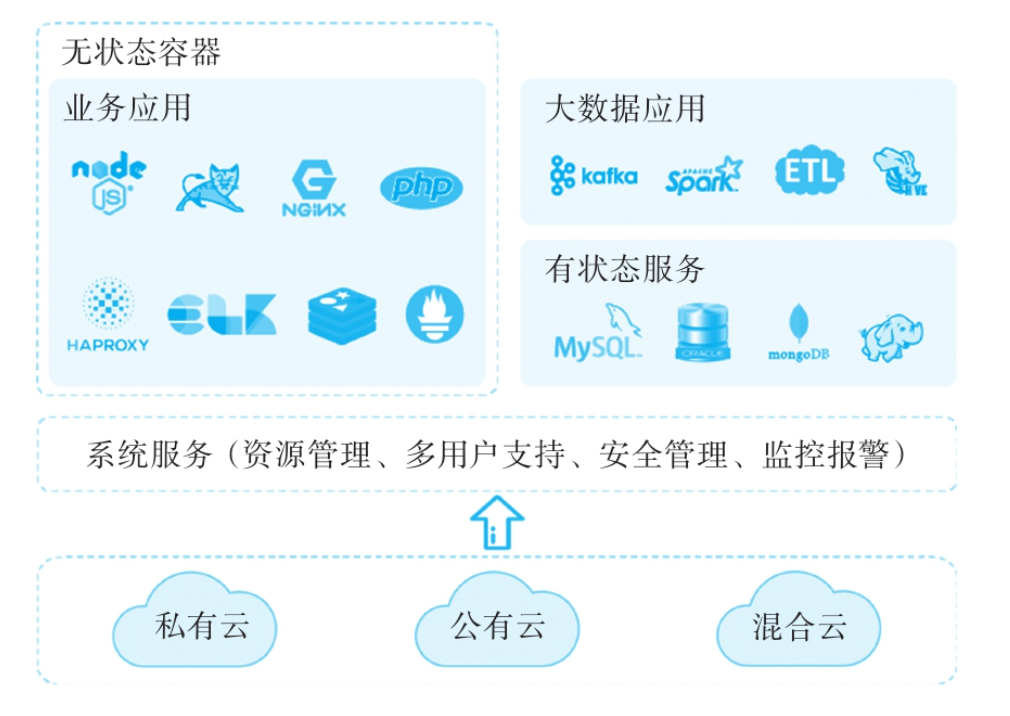 无状态容器
业务应用
node
JS
NGINX
php
HAPROXY
ELK
大数据应用
kafka
APACHE
Spark
ETL
HIVE
有状态服务
MySQL
ORACLE
mongoDB
系统服务（资源管理、多用户支持、安全管理、监控报警）
私有云
公有云
混合云